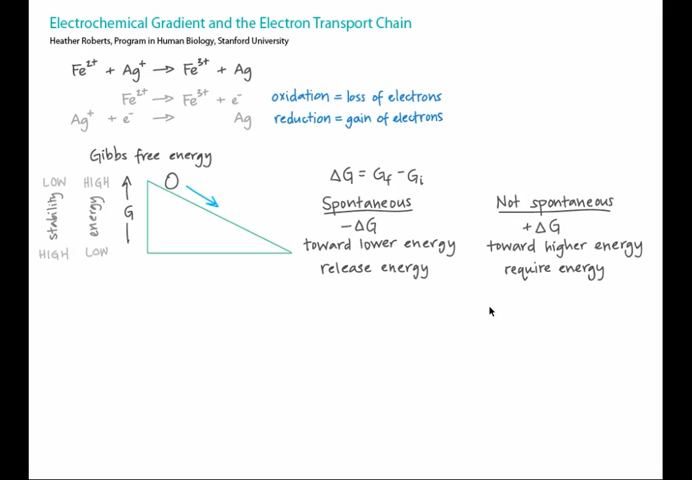 Electrochemical Gradient and the Electron Transport Chain
Heather Roberts, Program in Human Biology, Stanford University
Fe²⁺ + Ag⁺ → Fe³⁺ + Ag
Fe²⁺ → Fe³⁺ + e⁻ oxidation = loss of electrons
Ag⁺ + e⁻ → Ag reduction = gain of electrons
Gibbs free energy
ΔG = Gf - Gi
LOW HIGH
stability energy G
HIGH LOW
Spontaneous
-ΔG
toward lower energy
release energy
Not spontaneous
+ΔG
toward higher energy
require energy